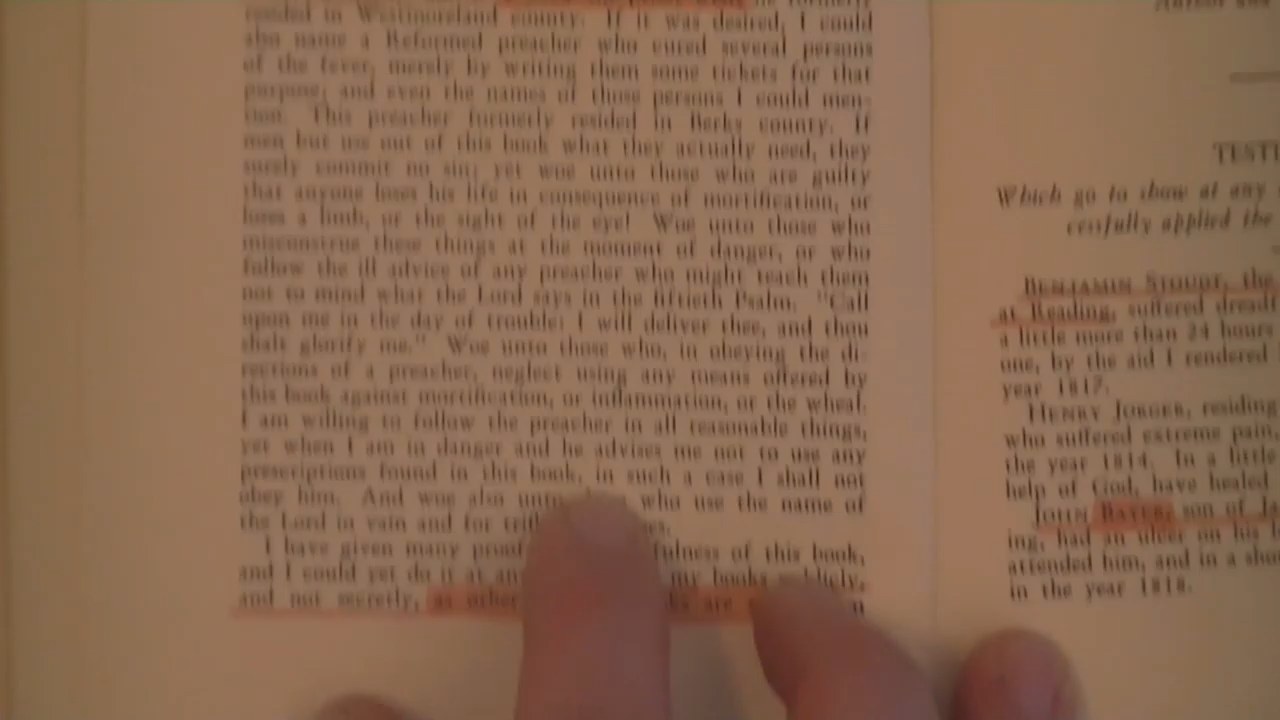 he formerly
resided in Westmoreland county. If it was desired, I could
also name a Reformed preacher who cured several persons
of the fever, merely by writing them some tickets for that
purpose; and even the names of those persons I could men-
tion. This preacher formerly resided in Berks county. If
men but use out of this book what they actually need, they
surely commit no sin; yet woe unto those who are guilty
that anyone loses his life in consequence of mortification, or
loses a limb, or the sight of the eye! Woe unto those who
misconstrue these things at the moment of danger, or who
follow the ill advice of any preacher who might teach them
not to mind what the Lord says in the fiftieth Psalm. "Call
upon me in the day of trouble: I will deliver thee, and thou
shalt glorify me." Woe unto those who, in obeying the di-
rections of a preacher, neglect using any means offered by
this book against mortification, or inflammation, or the wheal.
I am willing to follow the preacher in all reasonable things,
yet when I am in danger and he advises me not to use any
prescriptions found in this book, in such a case I shall not
obey him. And woe also unto who use the name of
the Lord in vain and for
I have given many of this book,
and I could yet do it at my books
and not secretly, as other are
TESTI
Which go to show at any
cessfully applied the
BENJAMIN STOUDT, the
at Reading, suffered dreadf
a little more than 24 hours
one, by the aid I rendered
year 1817.
HENRY JORGER, residing
who suffered extreme pain,
the year 1814. In a little
help of God, have healed
JOHN BAYER, son of Ja
ing, had an ulcer on his l
attended him, and in a sho
in the year 1818.